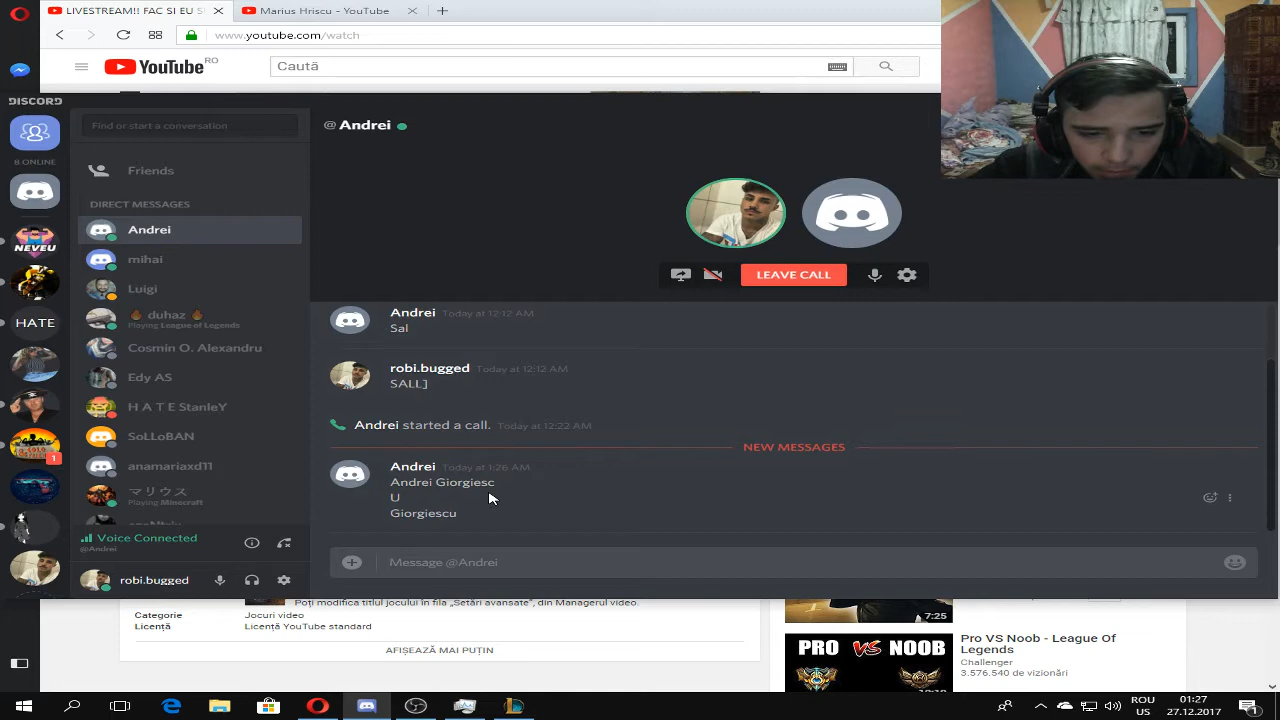 LIVESTREAM!! FAC SI EU 5
Marius Hriscu - YouTube
www.youtube.com/watch
YouTube RO
Caută
DISCORD
Find or start a conversation
@ Andrei
8 ONLINE
Friends
DIRECT MESSAGES
Andrei
mihai
Luigi
duhaz
Playing League of Legends
Cosmin O. Alexandru
Edy AS
H A T E StanleY
SoLLoBAN
anamariaxd11
マリウス
Playing Minecraft
NEVEU
HATE
1
Voice Connected
@Andrei
robi.bugged
LEAVE CALL
Andrei Today at 12:12 AM
Sal
robi.bugged Today at 12:12 AM
SALL]
Andrei started a call. Today at 12:22 AM
NEW MESSAGES
Andrei Today at 1:26 AM
Andrei Giorgiesc
U
Giorgiescu
Message @Andrei
Poți modifica titlul jocului în fila „Setări avansate”, din Managerul video.
Categorie Jocuri video
Licență Licență YouTube standard
AFIȘEAZĂ MAI PUȚIN
7:25
PRO VS NOOB
Pro VS Noob - League Of
Legends
Challenger
3.576.540 de vizionări
ROU
US
01:27
27.12.2017
1